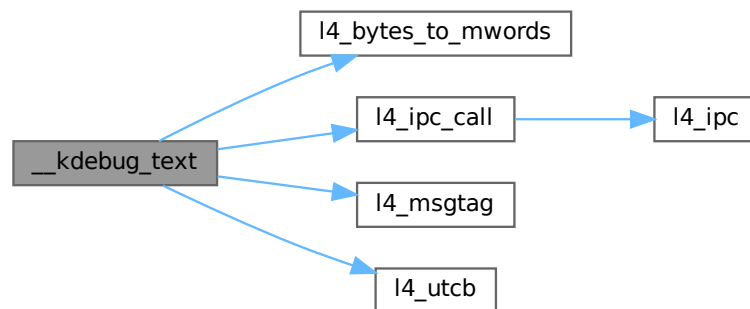 l4_bytes_to_mwords
l4_ipc_call
l4_ipc
__kdebug_text
l4_msgtag
l4_utcb